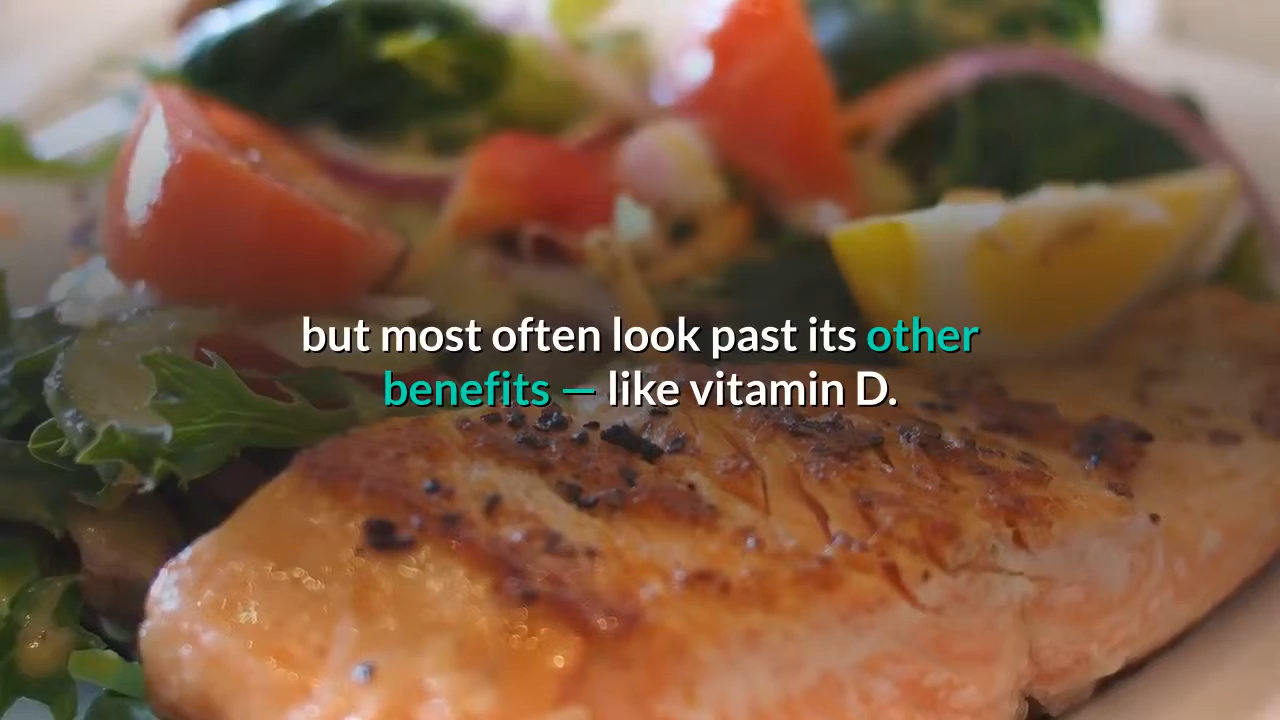 but most often look past its other
benefits — like vitamin D.